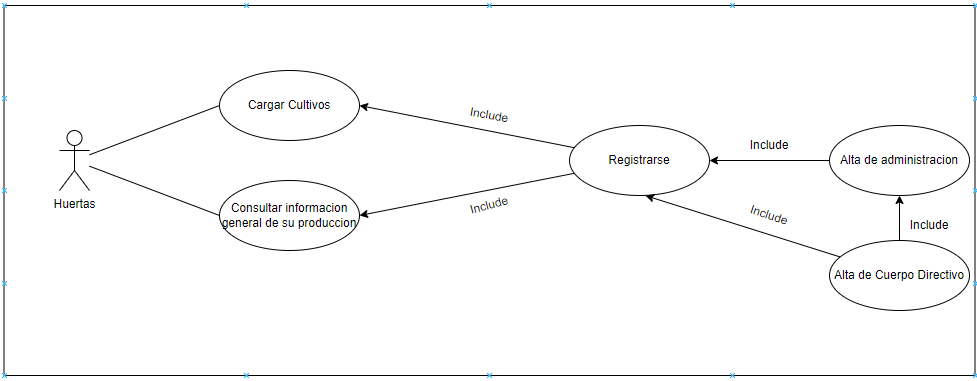 Cargar Cultivos
Include
Include
Registrarse
Alta de administracion
Huertas
Consultar informacion
general de su produccion
Include
Include
Include
Alta de Cuerpo Directivo